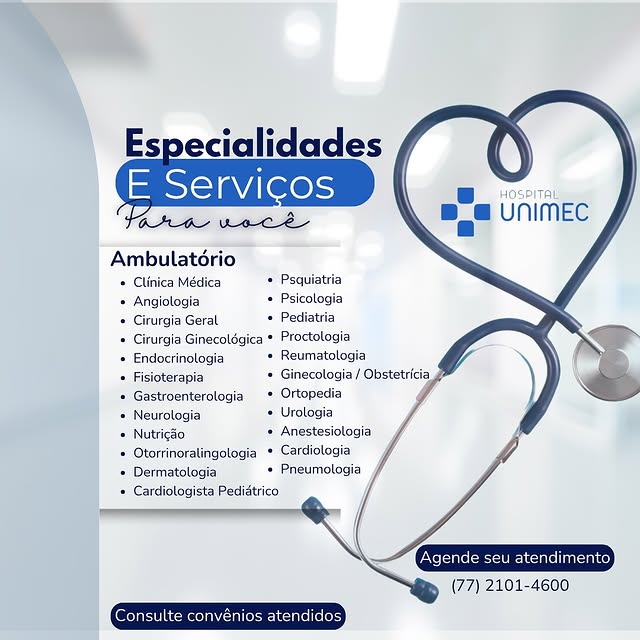 Especialidades
E Serviços
Para você
HOSPITAL
UNIMEC
Ambulatório
Clínica Médica
Angiologia
Cirurgia Geral
Cirurgia Ginecológica
Endocrinologia
Fisioterapia
Gastroenterologia
Neurologia
Nutrição
Otorrinoralingologia
Dermatologia
Cardiologista Pediátrico
Psquiatria
Psicologia
Pediatria
Proctologia
Reumatologia
Ginecologia / Obstetrícia
Ortopedia
Urologia
Anestesiologia
Cardiologia
Pneumologia
Agende seu atendimento
(77) 2101-4600
Consulte convênios atendidos